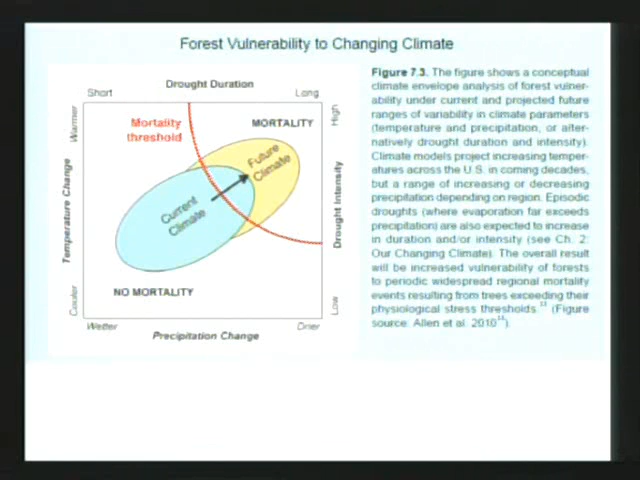 Forest Vulnerability to Changing Climate
Drought Duration
Short
Long
Warmer
Temperature Change
Cooler
High
Drought Intensity
Low
Mortality
threshold
MORTALITY
Future
Climate
Current
Climate
NO MORTALITY
Wetter
Drier
Precipitation Change
Figure 7.3. The figure shows a conceptual
climate envelope analysis of forest vulner-
ability under current and projected future
ranges of variability in climate parameters
(temperature and precipitation, or alter-
natively drought duration and intensity).
Climate models project increasing temper-
atures across the U.S. in coming decades,
but a range of increasing or decreasing
precipitation depending on region. Episodic
droughts (where evaporation far exceeds
precipitation) are also expected to increase
in duration and/or intensity (see Ch. 2:
Our Changing Climate). The overall result
will be increased vulnerability of forests
to periodic widespread regional mortality
events resulting from trees exceeding their
physiological stress thresholds. (Figure
source: Allen et al. 2010).